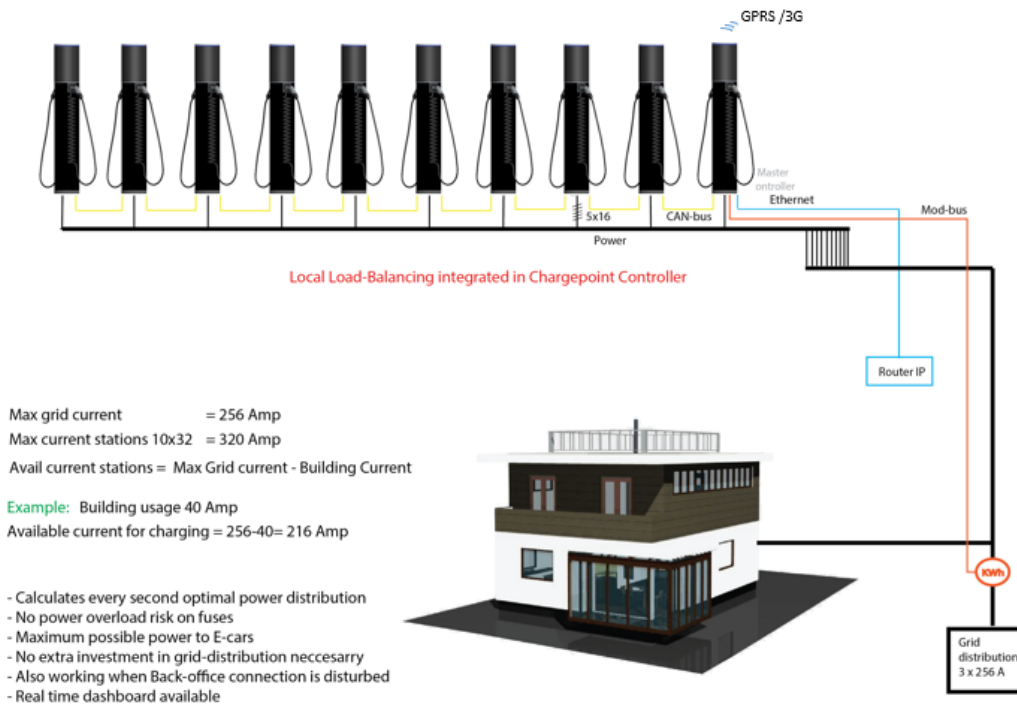 GPRS /3G
Master
ontroller
Ethernet
Mod-bus
5x16
CAN-bus
Power
Local Load-Balancing integrated in Chargepoint Controller
Router IP
Max grid current = 256 Amp
Max current stations 10x32 = 320 Amp
Avail current stations = Max Grid current - Building Current
Example: Building usage 40 Amp
Available current for charging = 256-40= 216 Amp
KWh
- Calculates every second optimal power distribution
- No power overload risk on fuses
- Maximum possible power to E-cars
- No extra investment in grid-distribution neccesarry
- Also working when Back-office connection is disturbed
- Real time dashboard available
Grid
distribution
3 x 256 A